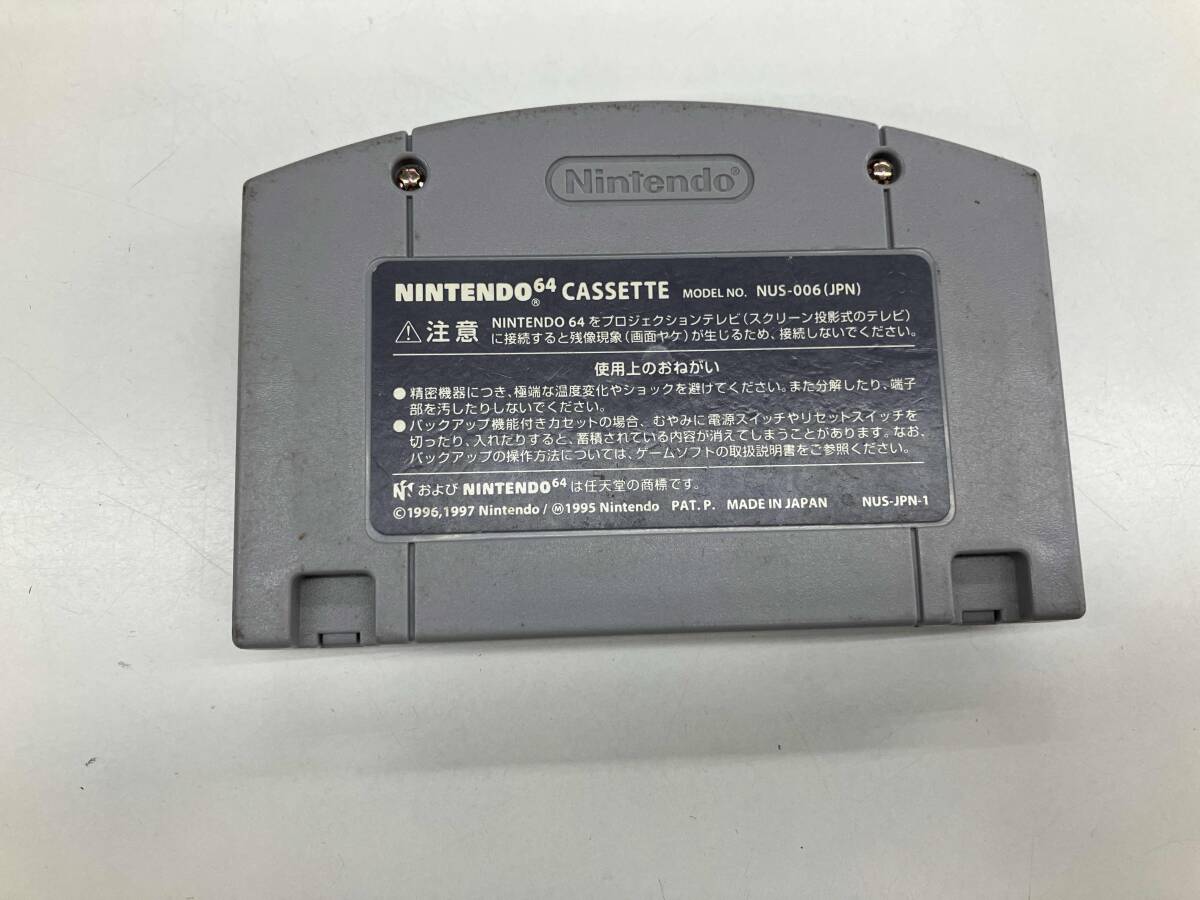 Nintendo®
NINTENDO64® CASSETTE MODEL NO. NUS-006(JPN)
⚠注意 NINTENDO 64 をプロジェクションテレビ(スクリーン投影式のテレビ)
に接続すると残像現象(画面ヤケ)が生じるため、接続しないでください。
使用上のおねがい
●精密機器につき、極端な温度変化やショックを避けてください。また分解したり、端子
部を汚したりしないでください。
●バックアップ機能付きカセットの場合、むやみに電源スイッチやリセットスイッチを
切ったり、入れたりすると、蓄積されている内容が消えてしまうことがあります。なお、
バックアップの操作方法については、ゲームソフトの取扱説明書をご参照ください。
および NINTENDO64 は任天堂の商標です。
©1996,1997 Nintendo / Ⓜ1995 Nintendo PAT. P. MADE IN JAPAN NUS-JPN-1